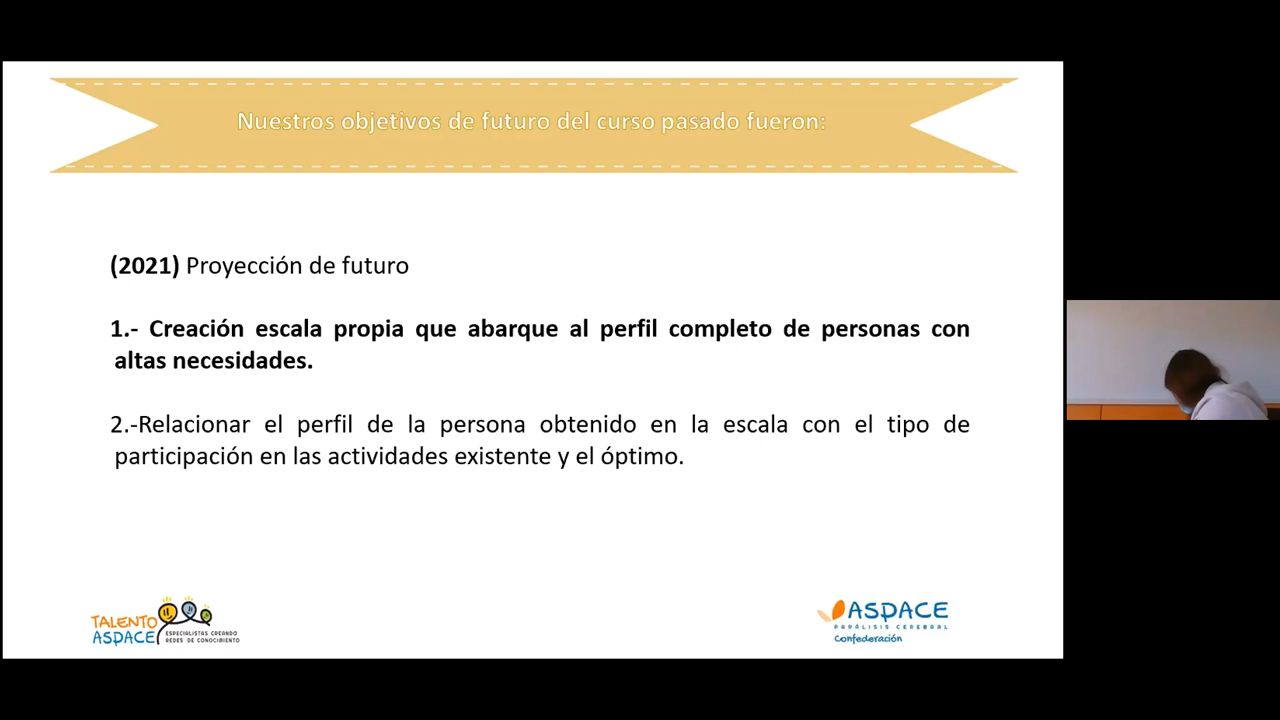 Nuestros objetivos de futuro del curso pasado fueron:
(2021) Proyección de futuro
1.- Creación escala propia que abarque al perfil completo de personas con
altas necesidades.
2.-Relacionar el perfil de la persona obtenido en la escala con el tipo de
participación en las actividades existente y el óptimo.
TALENTO
ASPACE
ESPECIALISTAS CREANDO
REDES DE CONOCIMIENTO
ASPACE
PARÁLISIS CEREBRAL
Confederación